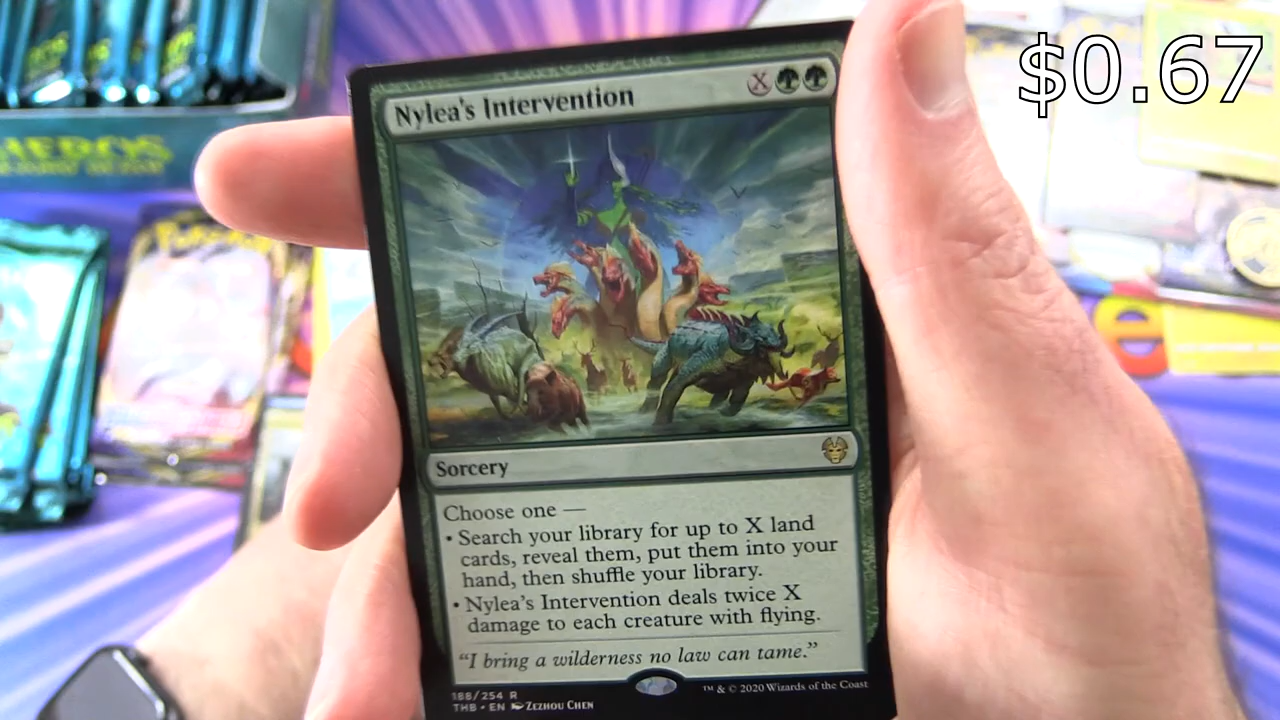 $0.67
Nylea's Intervention
X
Sorcery
Choose one —
• Search your library for up to X land
cards, reveal them, put them into your
hand, then shuffle your library.
• Nylea's Intervention deals twice X
damage to each creature with flying.
"I bring a wilderness no law can tame."
188/254 R
THB • EN Zezhou Chen
™ & © 2020 Wizards of the Coast
Pokémon